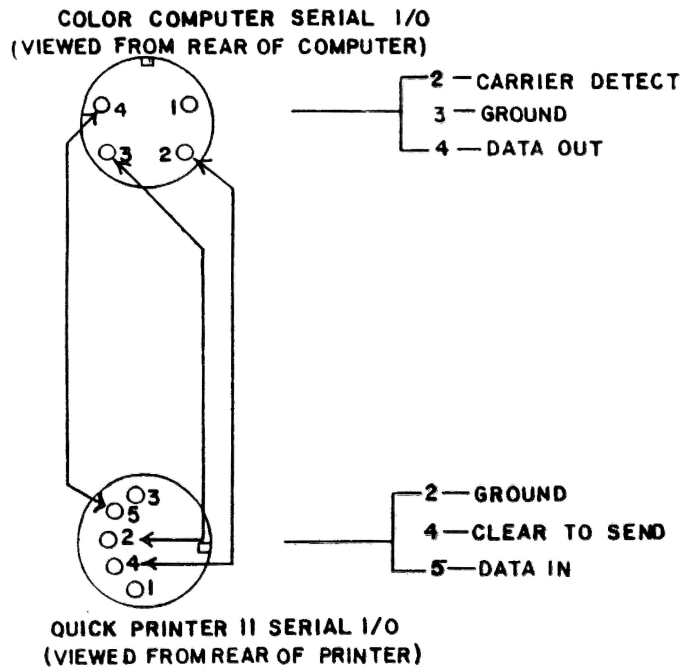 COLOR COMPUTER SERIAL I/O
(VIEWED FROM REAR OF COMPUTER)
4 1
3 2
2 — CARRIER DETECT
3 — GROUND
4 — DATA OUT
3
5
2
4
1
2 — GROUND
4 — CLEAR TO SEND
5 — DATA IN
QUICK PRINTER II SERIAL I/O
(VIEWED FROM REAR OF PRINTER)